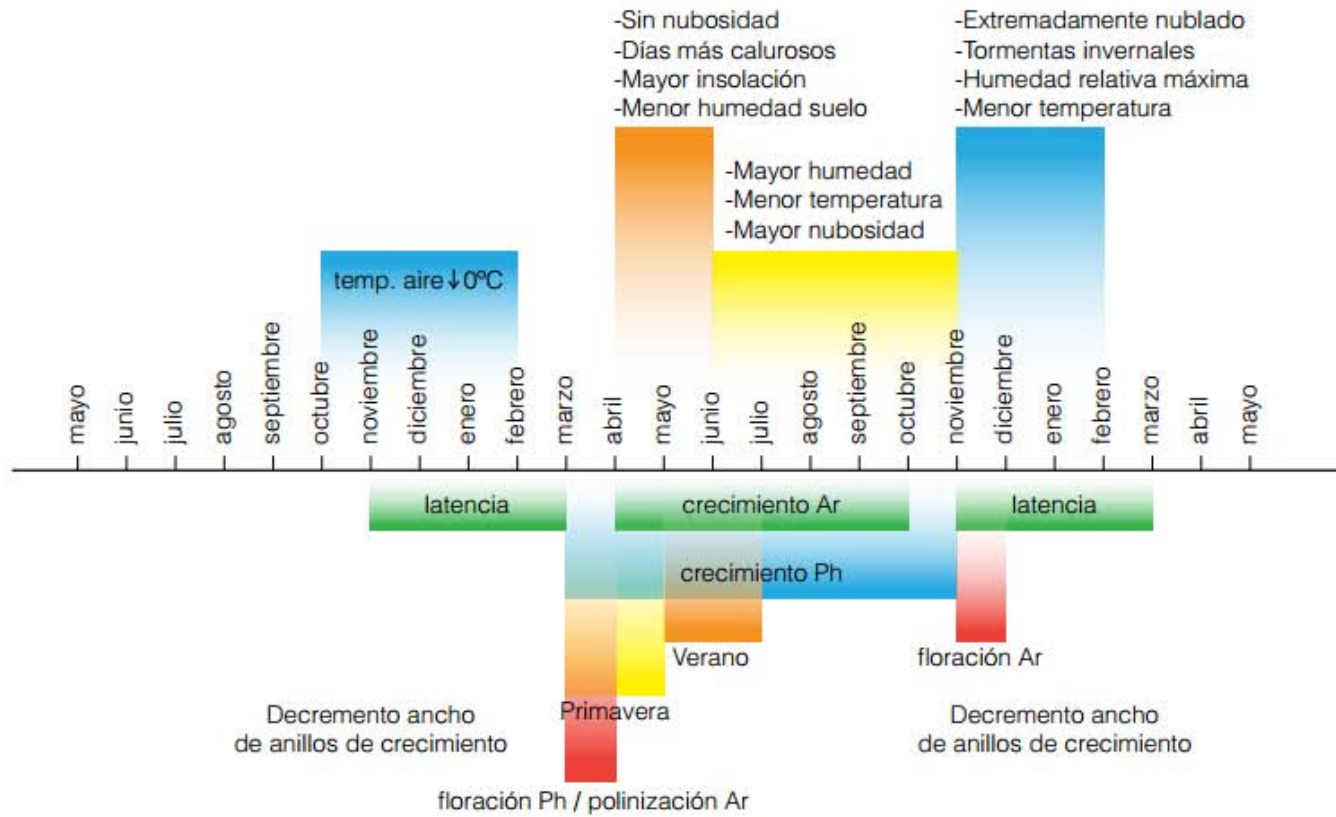 -Sin nubosidad
-Días más calurosos
-Mayor insolación
-Menor humedad suelo
-Extremadamente nublado
-Tormentas invernales
-Humedad relativa máxima
-Menor temperatura
-Mayor humedad
-Menor temperatura
-Mayor nubosidad
temp. aire ↓0ºC
mayo
junio
julio
agosto
septiembre
octubre
noviembre
diciembre
enero
febrero
marzo
abril
mayo
junio
julio
agosto
septiembre
octubre
noviembre
diciembre
enero
febrero
marzo
abril
mayo
latencia
crecimiento Ar
latencia
crecimiento Ph
Verano
floración Ar
Primavera
Decremento ancho
de anillos de crecimiento
Decremento ancho
de anillos de crecimiento
floración Ph / polinización Ar